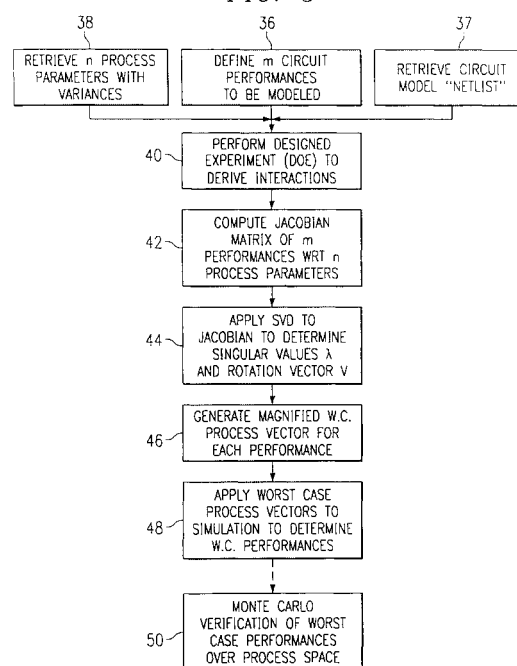 38
36
37
RETRIEVE n PROCESS
PARAMETERS WITH
VARIANCES
DEFINE m CIRCUIT
PERFORMANCES
TO BE MODELED
RETRIEVE CIRCUIT
MODEL "NETLIST"
40
PERFORM DESIGNED
EXPERIMENT (DOE) TO
DERIVE INTERACTIONS
42
COMPUTE JACOBIAN
MATRIX OF m
PERFORMANCES WRT n
PROCESS PARAMETERS
44
APPLY SVD TO
JACOBIAN TO DETERMINE
SINGULAR VALUES λ
AND ROTATION VECTOR V
46
GENERATE MAGNIFIED W.C.
PROCESS VECTOR FOR
EACH PERFORMANCE
48
APPLY WORST CASE
PROCESS VECTORS TO
SIMULATION TO DETERMINE
W.C. PERFORMANCES
50
MONTE CARLO
VERIFICATION OF WORST
CASE PERFORMANCES
OVER PROCESS SPACE